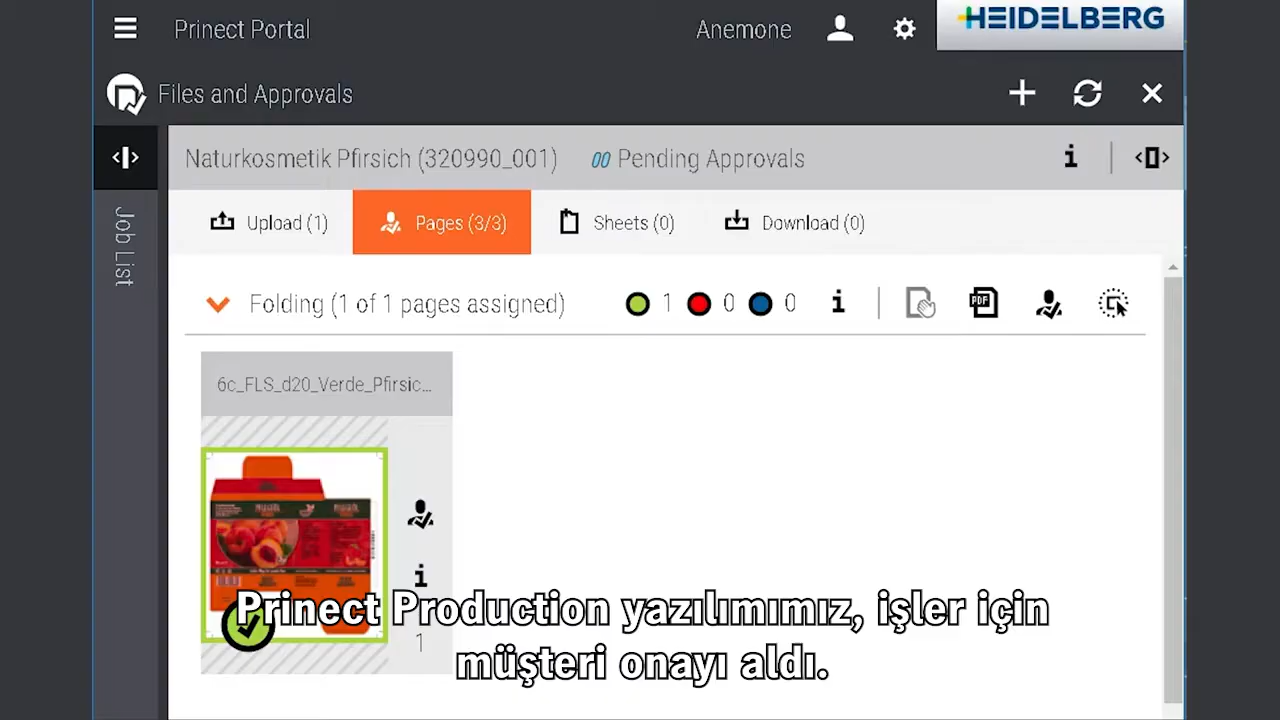 Prinect Portal
Anemone
HEIDELBERG
Files and Approvals
Naturkosmetik Pfirsich (320990_001)
Pending Approvals
Job List
Upload (1)
Pages (3/3)
Sheets (0)
Download (0)
Folding (1 of 1 pages assigned)
1
0
0
PDF
6c_FLS_d20_Verde_Pfirsic...
1
Prinect Production yazılımımız, işler için
müşteri onayı aldı.